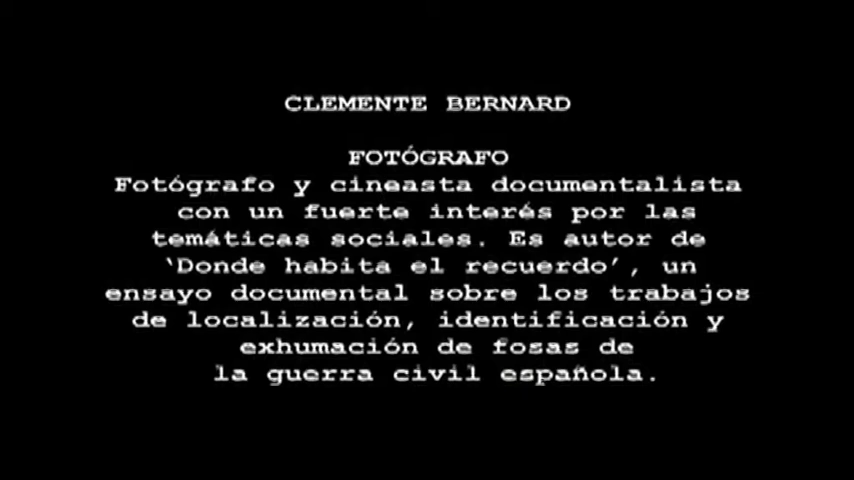 CLEMENTE BERNARD
FOTÓGRAFO
Fotógrafo y cineasta documentalista
con un fuerte interés por las
temáticas sociales. Es autor de
‘Donde habita el recuerdo’, un
ensayo documental sobre los trabajos
de localización, identificación y
exhumación de fosas de
la guerra civil española.